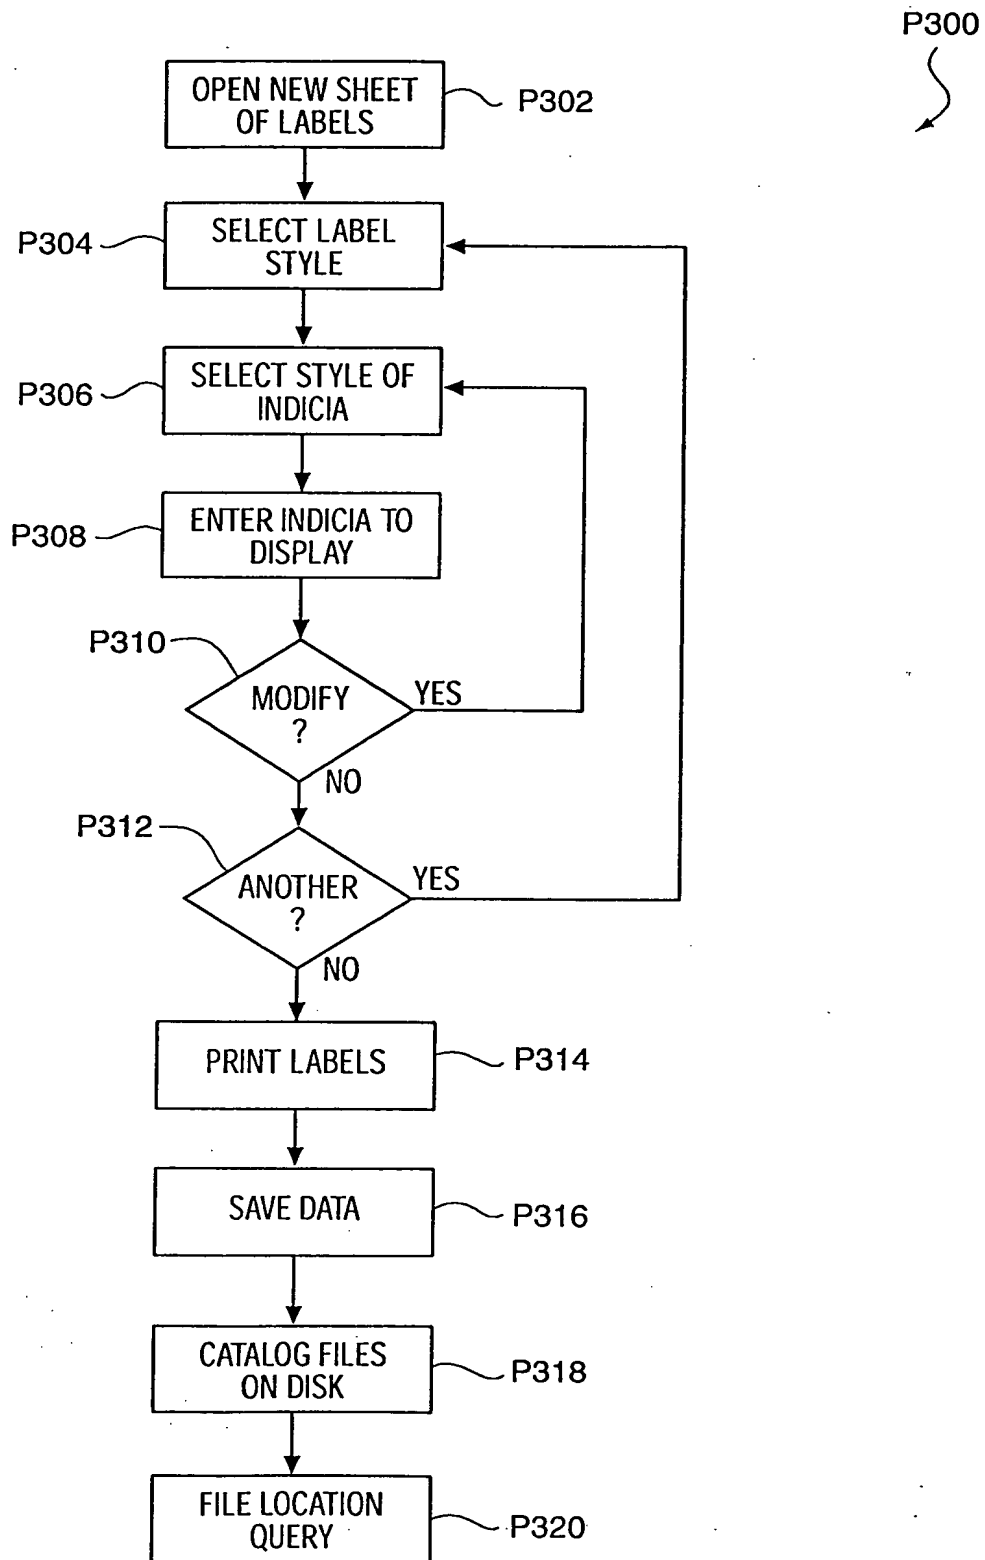 P300
OPEN NEW SHEET
OF LABELS
P302
P304
SELECT LABEL
STYLE
P306
SELECT STYLE OF
INDICIA
P308
ENTER INDICIA TO
DISPLAY
P310
MODIFY
?
YES
NO
P312
ANOTHER
?
YES
NO
PRINT LABELS
P314
SAVE DATA
P316
CATALOG FILES
ON DISK
P318
FILE LOCATION
QUERY
P320